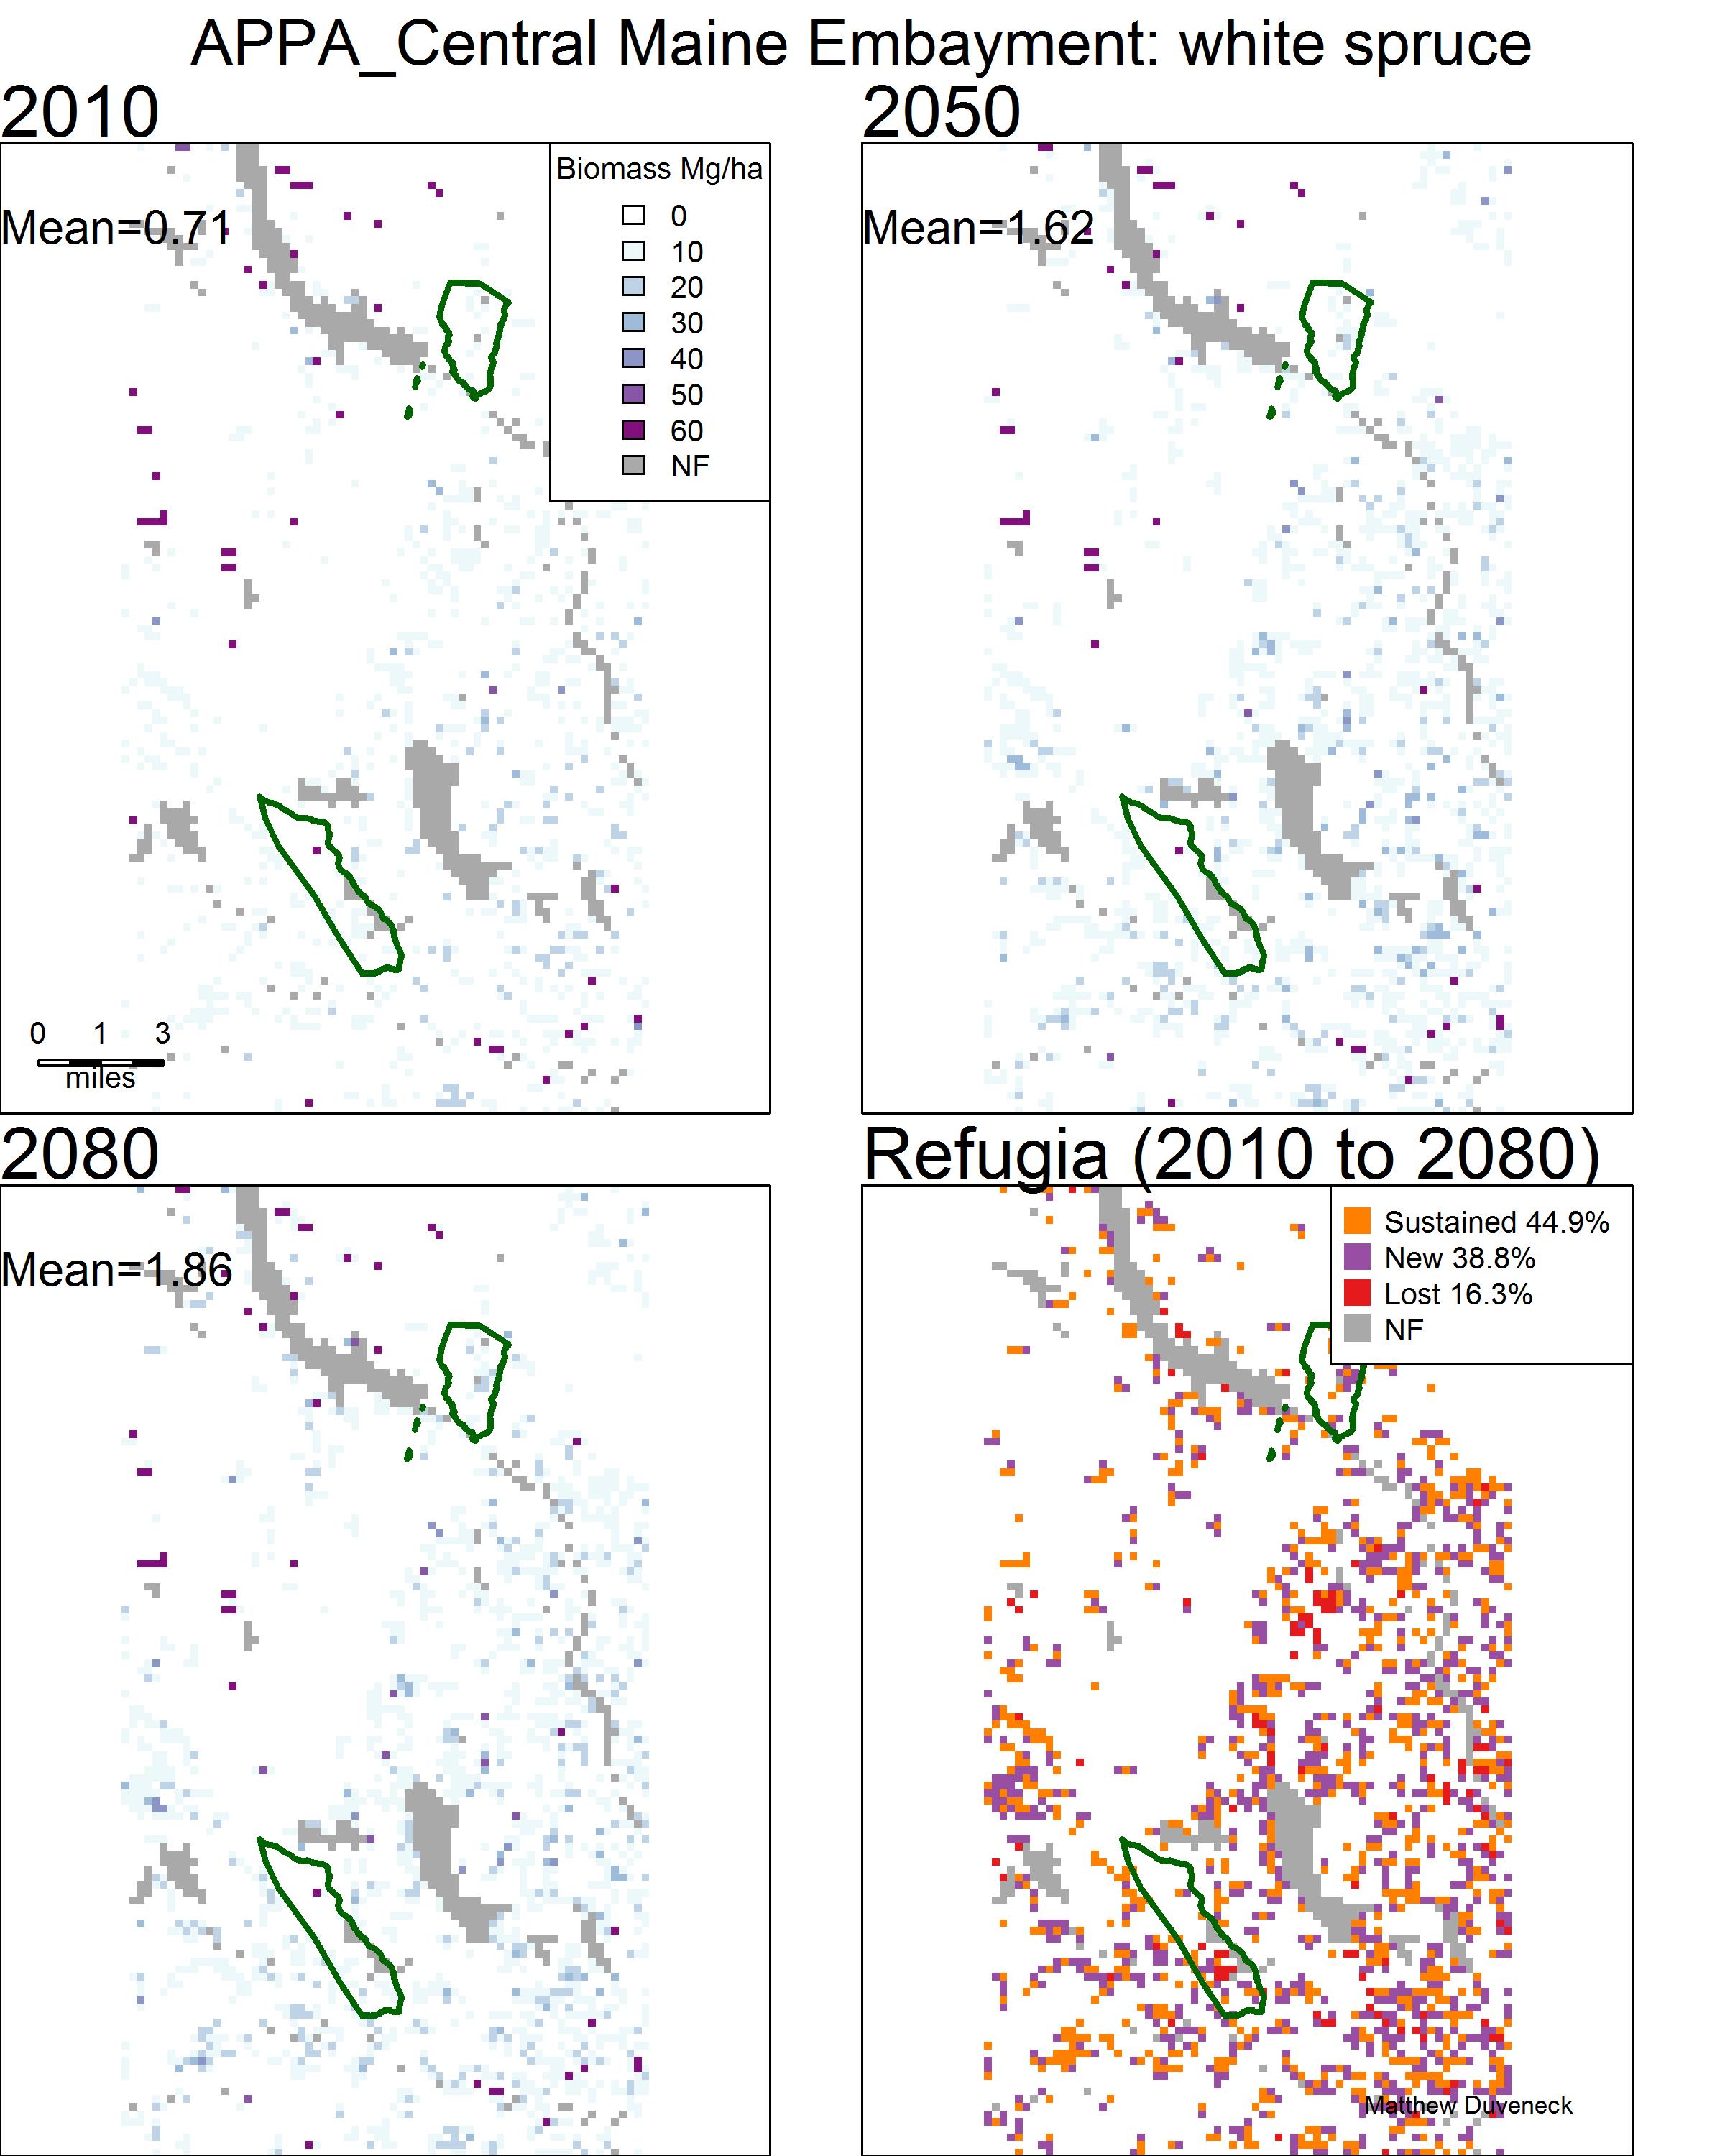 APPA_Central Maine Embayment: white spruce
2010
2050
Mean=0.71
Biomass Mg/ha
0
10
20
30
40
50
60
NF
Mean=1.62
0 1 3
miles
2080
Refugia (2010 to 2080)
Mean=1.86
Sustained 44.9%
New 38.8%
Lost 16.3%
NF
Matthew Duveneck